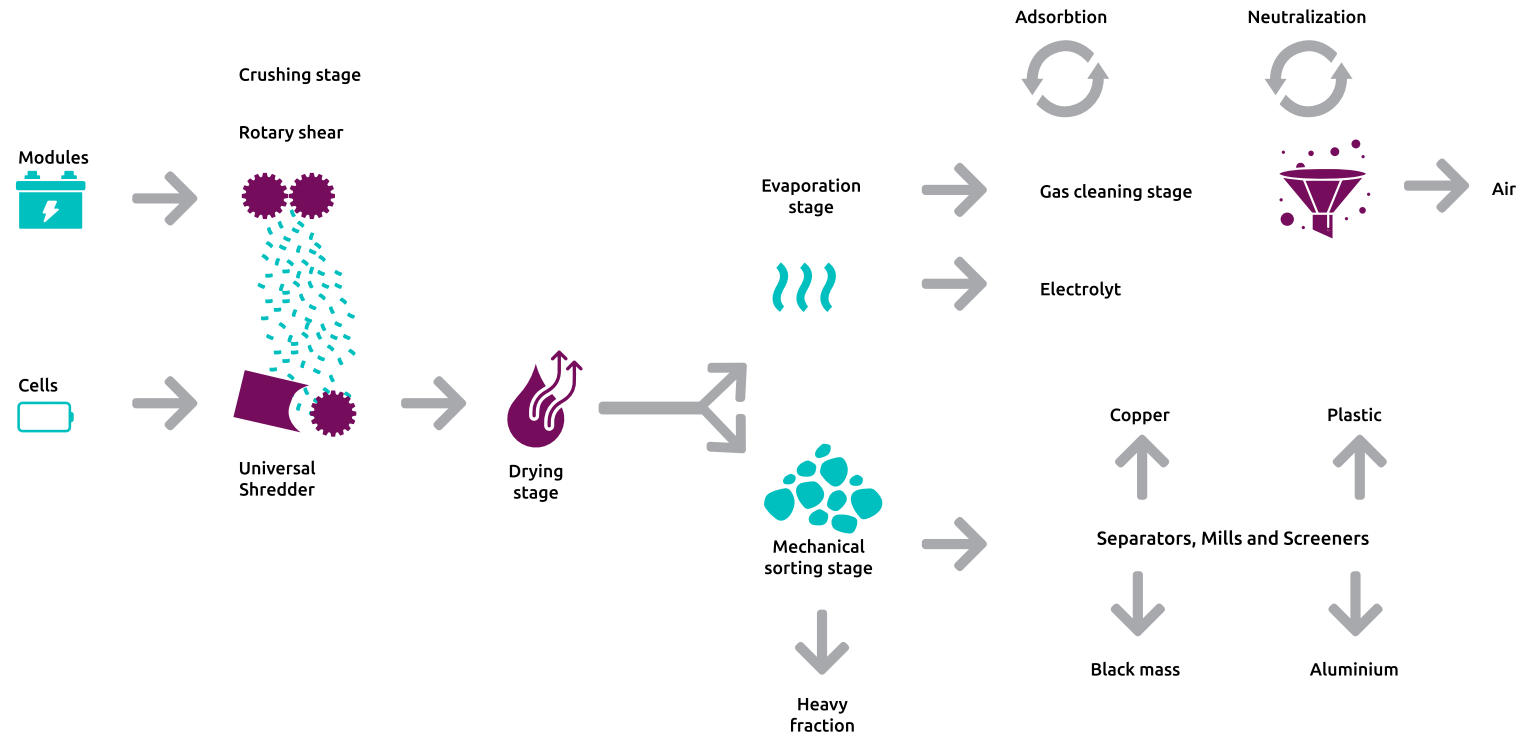 Adsorbtion
Neutralization
Crushing stage
Rotary shear
Modules
Evaporation
stage
Gas cleaning stage
Air
Electrolyt
Cells
Universal
Shredder
Drying
stage
Copper
Plastic
Mechanical
sorting stage
Separators, Mills and Screeners
Black mass
Aluminium
Heavy
fraction